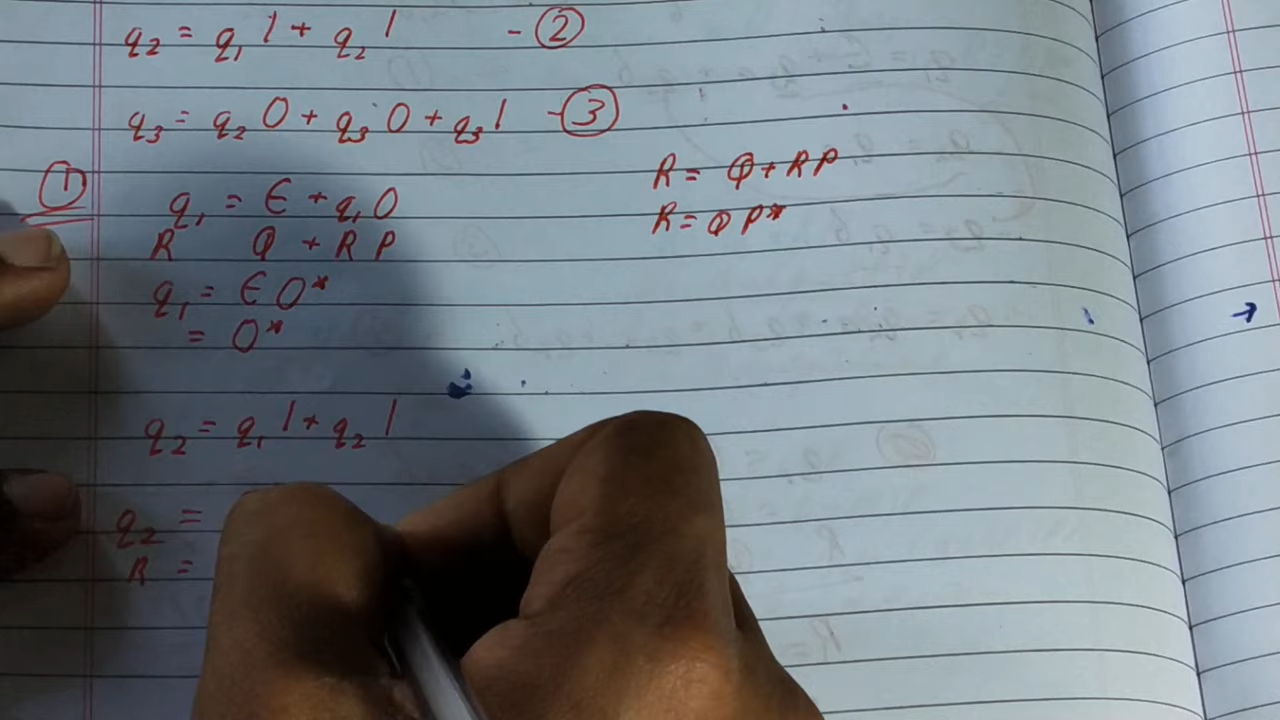 q2 = q1 1 + q2 1 - ②
q3 = q2 0 + q3 0 + q3 1 - ③
① q1 = ϵ + q1 0
R Q + R P
R = Q + RP
R = Q P*
q1 = ϵ 0*
= 0*
q2 = q1 1 + q2 1
q2 =
R =